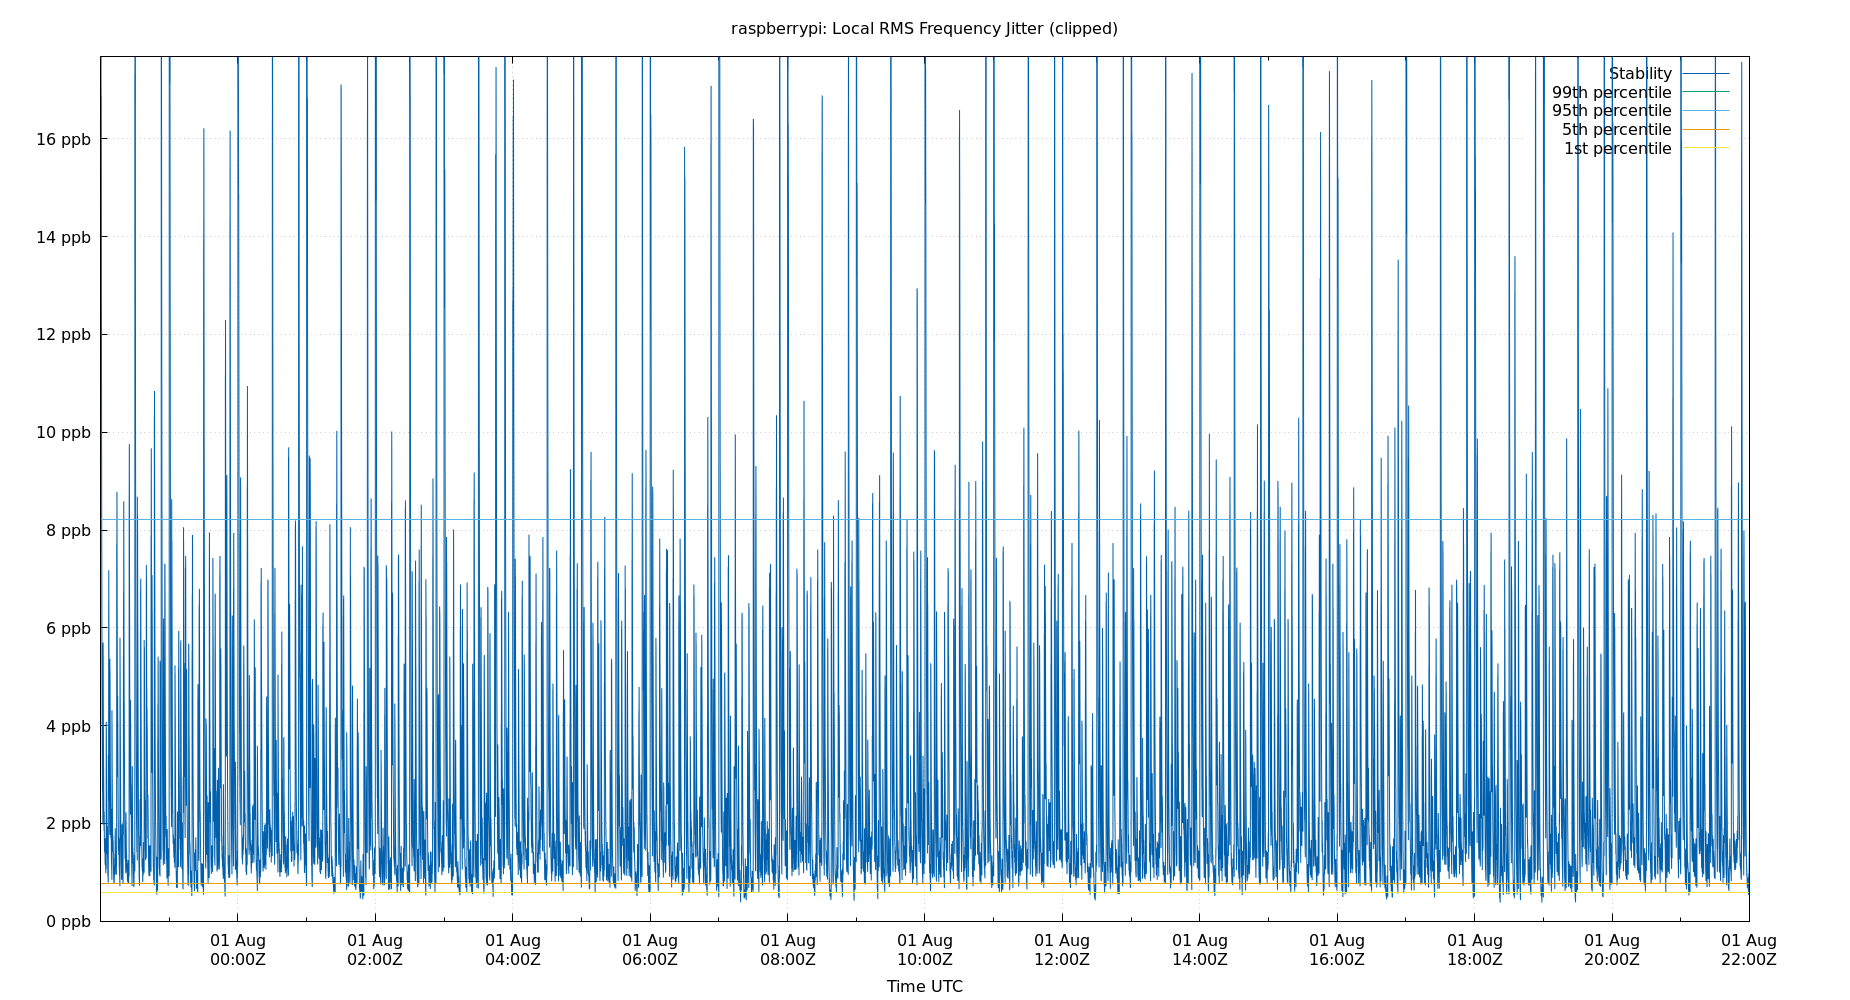 raspberrypi: Local RMS Frequency Jitter (clipped)
Stability
99th percentile
95th percentile
5th percentile
1st percentile
16 ppb
14 ppb
12 ppb
10 ppb
8 ppb
6 ppb
4 ppb
2 ppb
0 ppb
01 Aug 01 Aug 01 Aug 01 Aug 01 Aug 01 Aug 01 Aug 01 Aug 01 Aug 01 Aug 01 Aug 01 Aug
00:00Z 02:00Z 04:00Z 06:00Z 08:00Z 10:00Z 12:00Z 14:00Z 16:00Z 18:00Z 20:00Z 22:00Z
Time UTC